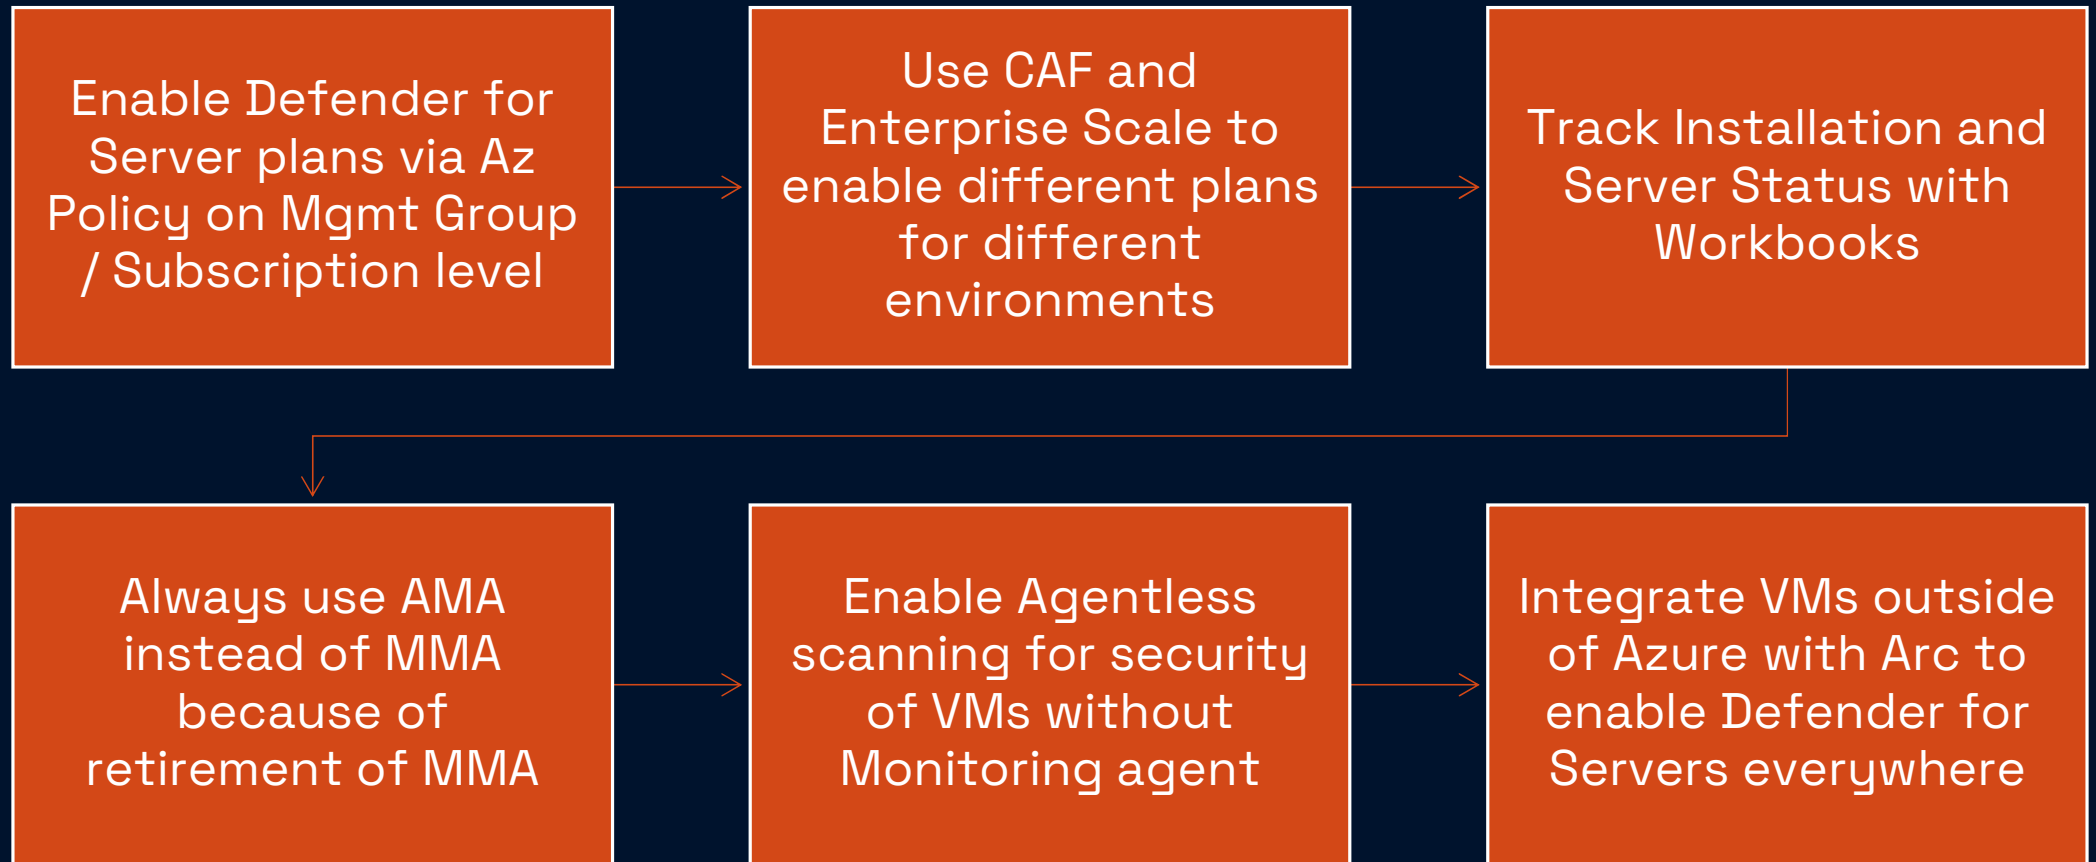 Enable Defender for
Server plans via Az
Policy on Mgmt Group
/ Subscription level
Use CAF and
Enterprise Scale to
enable different plans
for different
environments
Track Installation and
Server Status with
Workbooks
Always use AMA
instead of MMA
because of
retirement of MMA
Enable Agentless
scanning for security
of VMs without
Monitoring agent
Integrate VMs outside
of Azure with Arc to
enable Defender for
Servers everywhere